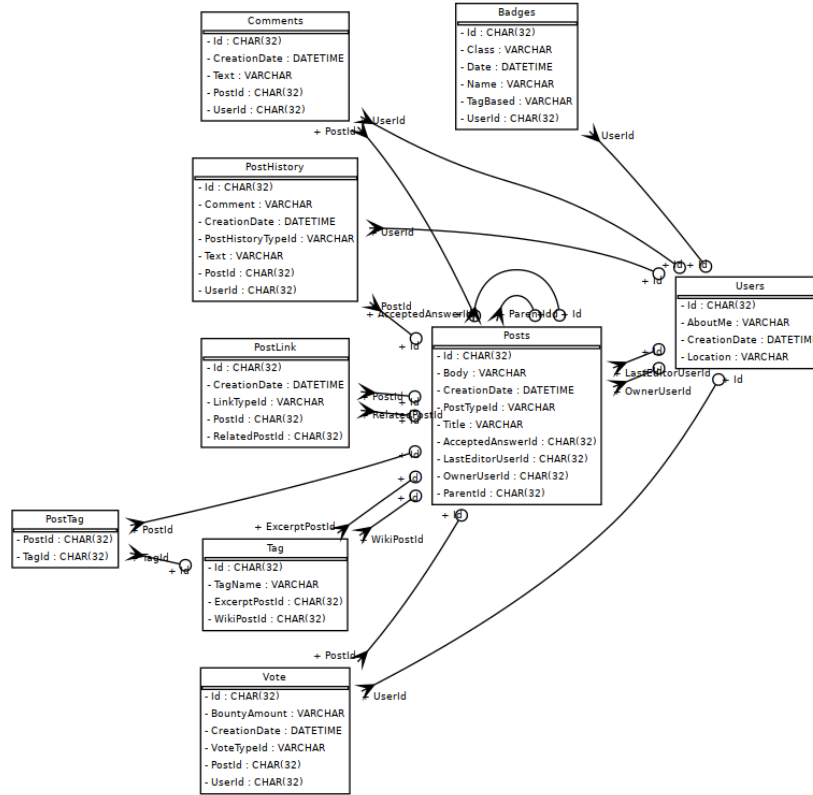 Comments
- Id : CHAR(32)
- CreationDate : DATETIME
- Text : VARCHAR
- PostId : CHAR(32)
- UserId : CHAR(32)
Badges
- Id : CHAR(32)
- Class : VARCHAR
- Date : DATETIME
- Name : VARCHAR
- TagBased : VARCHAR
- UserId : CHAR(32)
+ UserId
+ PostId
+ UserId
PostHistory
- Id : CHAR(32)
- Comment : VARCHAR
- CreationDate : DATETIME
- PostHistoryTypeId : VARCHAR
- Text : VARCHAR
- PostId : CHAR(32)
- UserId : CHAR(32)
+ UserId
+ Id
+ Id
+ Id
Users
- Id : CHAR(32)
- AboutMe : VARCHAR
- CreationDate : DATETIME
- Location : VARCHAR
+ PostId
+ AcceptedAnswerId
+ ParentId
+ Id
+ Id
+ Id
Posts
- Id : CHAR(32)
- Body : VARCHAR
- CreationDate : DATETIME
- PostTypeId : VARCHAR
- Title : VARCHAR
- AcceptedAnswerId : CHAR(32)
- LastEditorUserId : CHAR(32)
- OwnerUserId : CHAR(32)
- ParentId : CHAR(32)
+ Id
+ LastEditorUserId
+ Id
+ OwnerUserId
+ Id
PostLink
- Id : CHAR(32)
- CreationDate : DATETIME
- LinkTypeId : VARCHAR
- PostId : CHAR(32)
- RelatedPostId : CHAR(32)
+ PostId
+ Id
+ RelatedPostId
+ Id
+ Id
+ Id
+ Id
+ Id
PostTag
- PostId : CHAR(32)
- TagId : CHAR(32)
+ PostId
+ TagId
+ Id
+ ExcerptPostId
+ WikiPostId
Tag
- Id : CHAR(32)
- TagName : VARCHAR
- ExcerptPostId : CHAR(32)
- WikiPostId : CHAR(32)
+ PostId
+ UserId
Vote
- Id : CHAR(32)
- BountyAmount : VARCHAR
- CreationDate : DATETIME
- VoteTypeId : VARCHAR
- PostId : CHAR(32)
- UserId : CHAR(32)